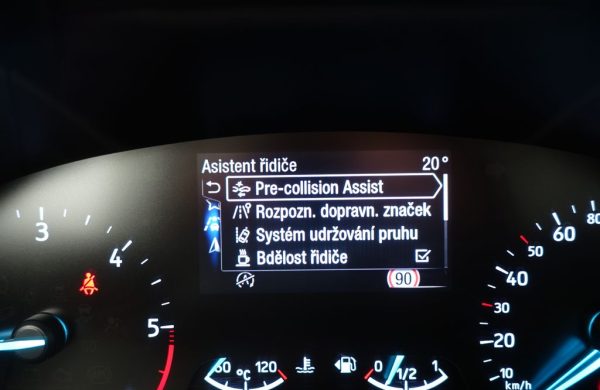 Asistent řidiče 20°
Pre-collision Assist
Rozpozn. dopravn. značek
Systém udržování pruhu
Bdělost řidiče
90
3
4
5
60 °C 120
0 1/2 1
80
60
50
40
30
20
10
km/h